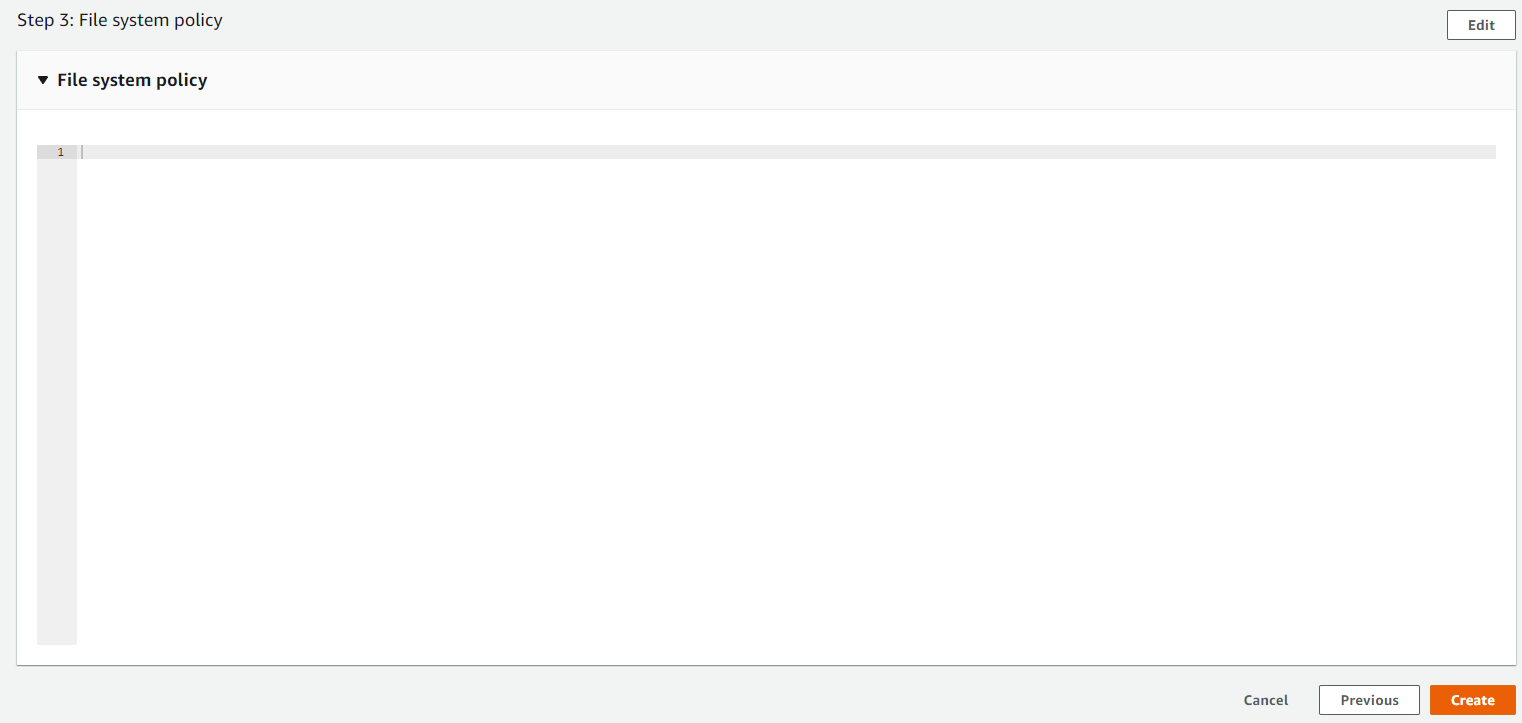 Step 3: File system policy
Edit
File system policy
1
Cancel
Previous
Create